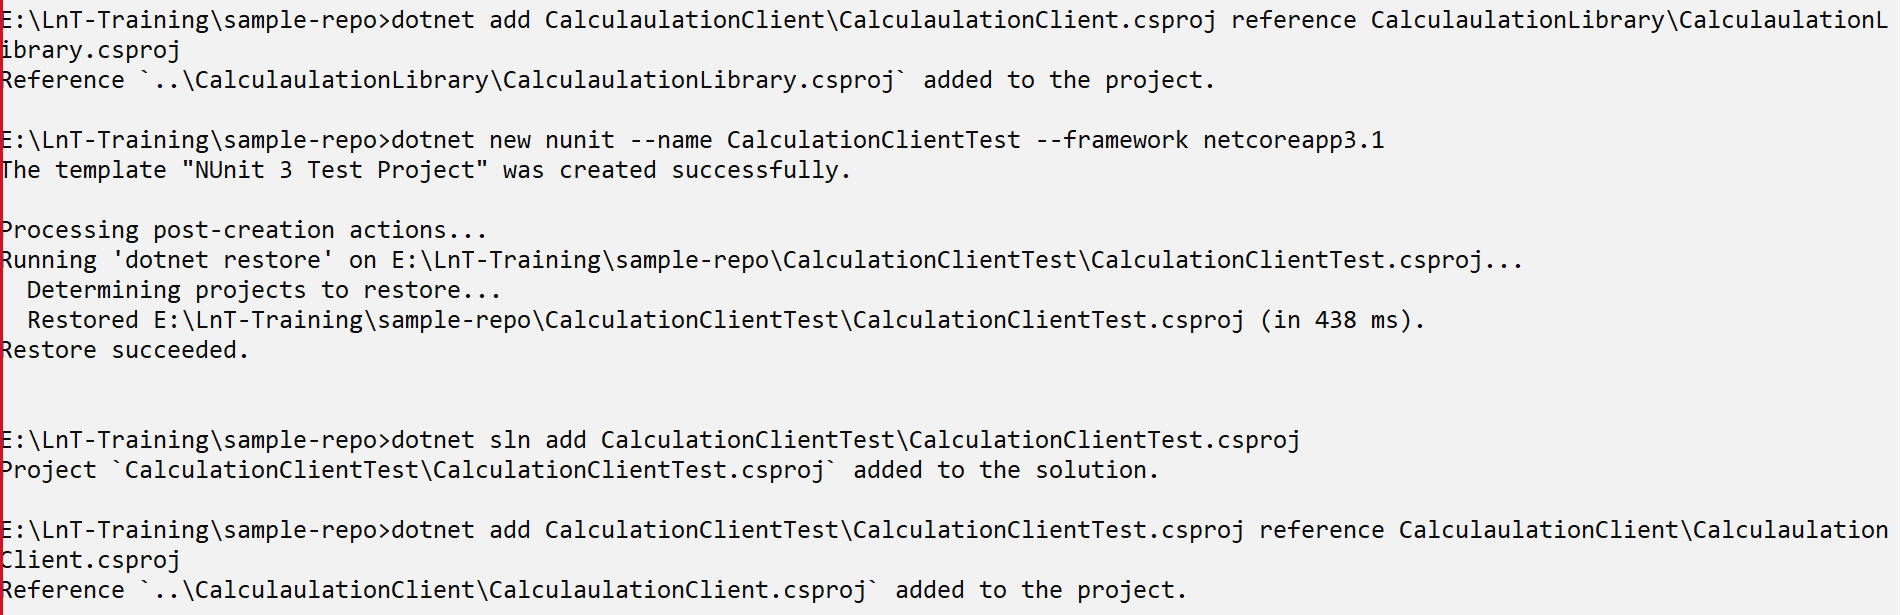 E:\LnT-Training\sample-repo>dotnet add CalculaulationClient\CalculaulationClient.csproj reference CalculaulationLibrary\CalculaulationL
ibrary.csproj
Reference `..\CalculaulationLibrary\CalculaulationLibrary.csproj` added to the project.
E:\LnT-Training\sample-repo>dotnet new nunit --name CalculationClientTest --framework netcoreapp3.1
The template "NUnit 3 Test Project" was created successfully.
Processing post-creation actions...
Running 'dotnet restore' on E:\LnT-Training\sample-repo\CalculationClientTest\CalculationClientTest.csproj...
Determining projects to restore...
Restored E:\LnT-Training\sample-repo\CalculationClientTest\CalculationClientTest.csproj (in 438 ms).
Restore succeeded.
E:\LnT-Training\sample-repo>dotnet sln add CalculationClientTest\CalculationClientTest.csproj
Project `CalculationClientTest\CalculationClientTest.csproj` added to the solution.
E:\LnT-Training\sample-repo>dotnet add CalculationClientTest\CalculationClientTest.csproj reference CalculaulationClient\Calculaulation
Client.csproj
Reference `..\CalculaulationClient\CalculaulationClient.csproj` added to the project.